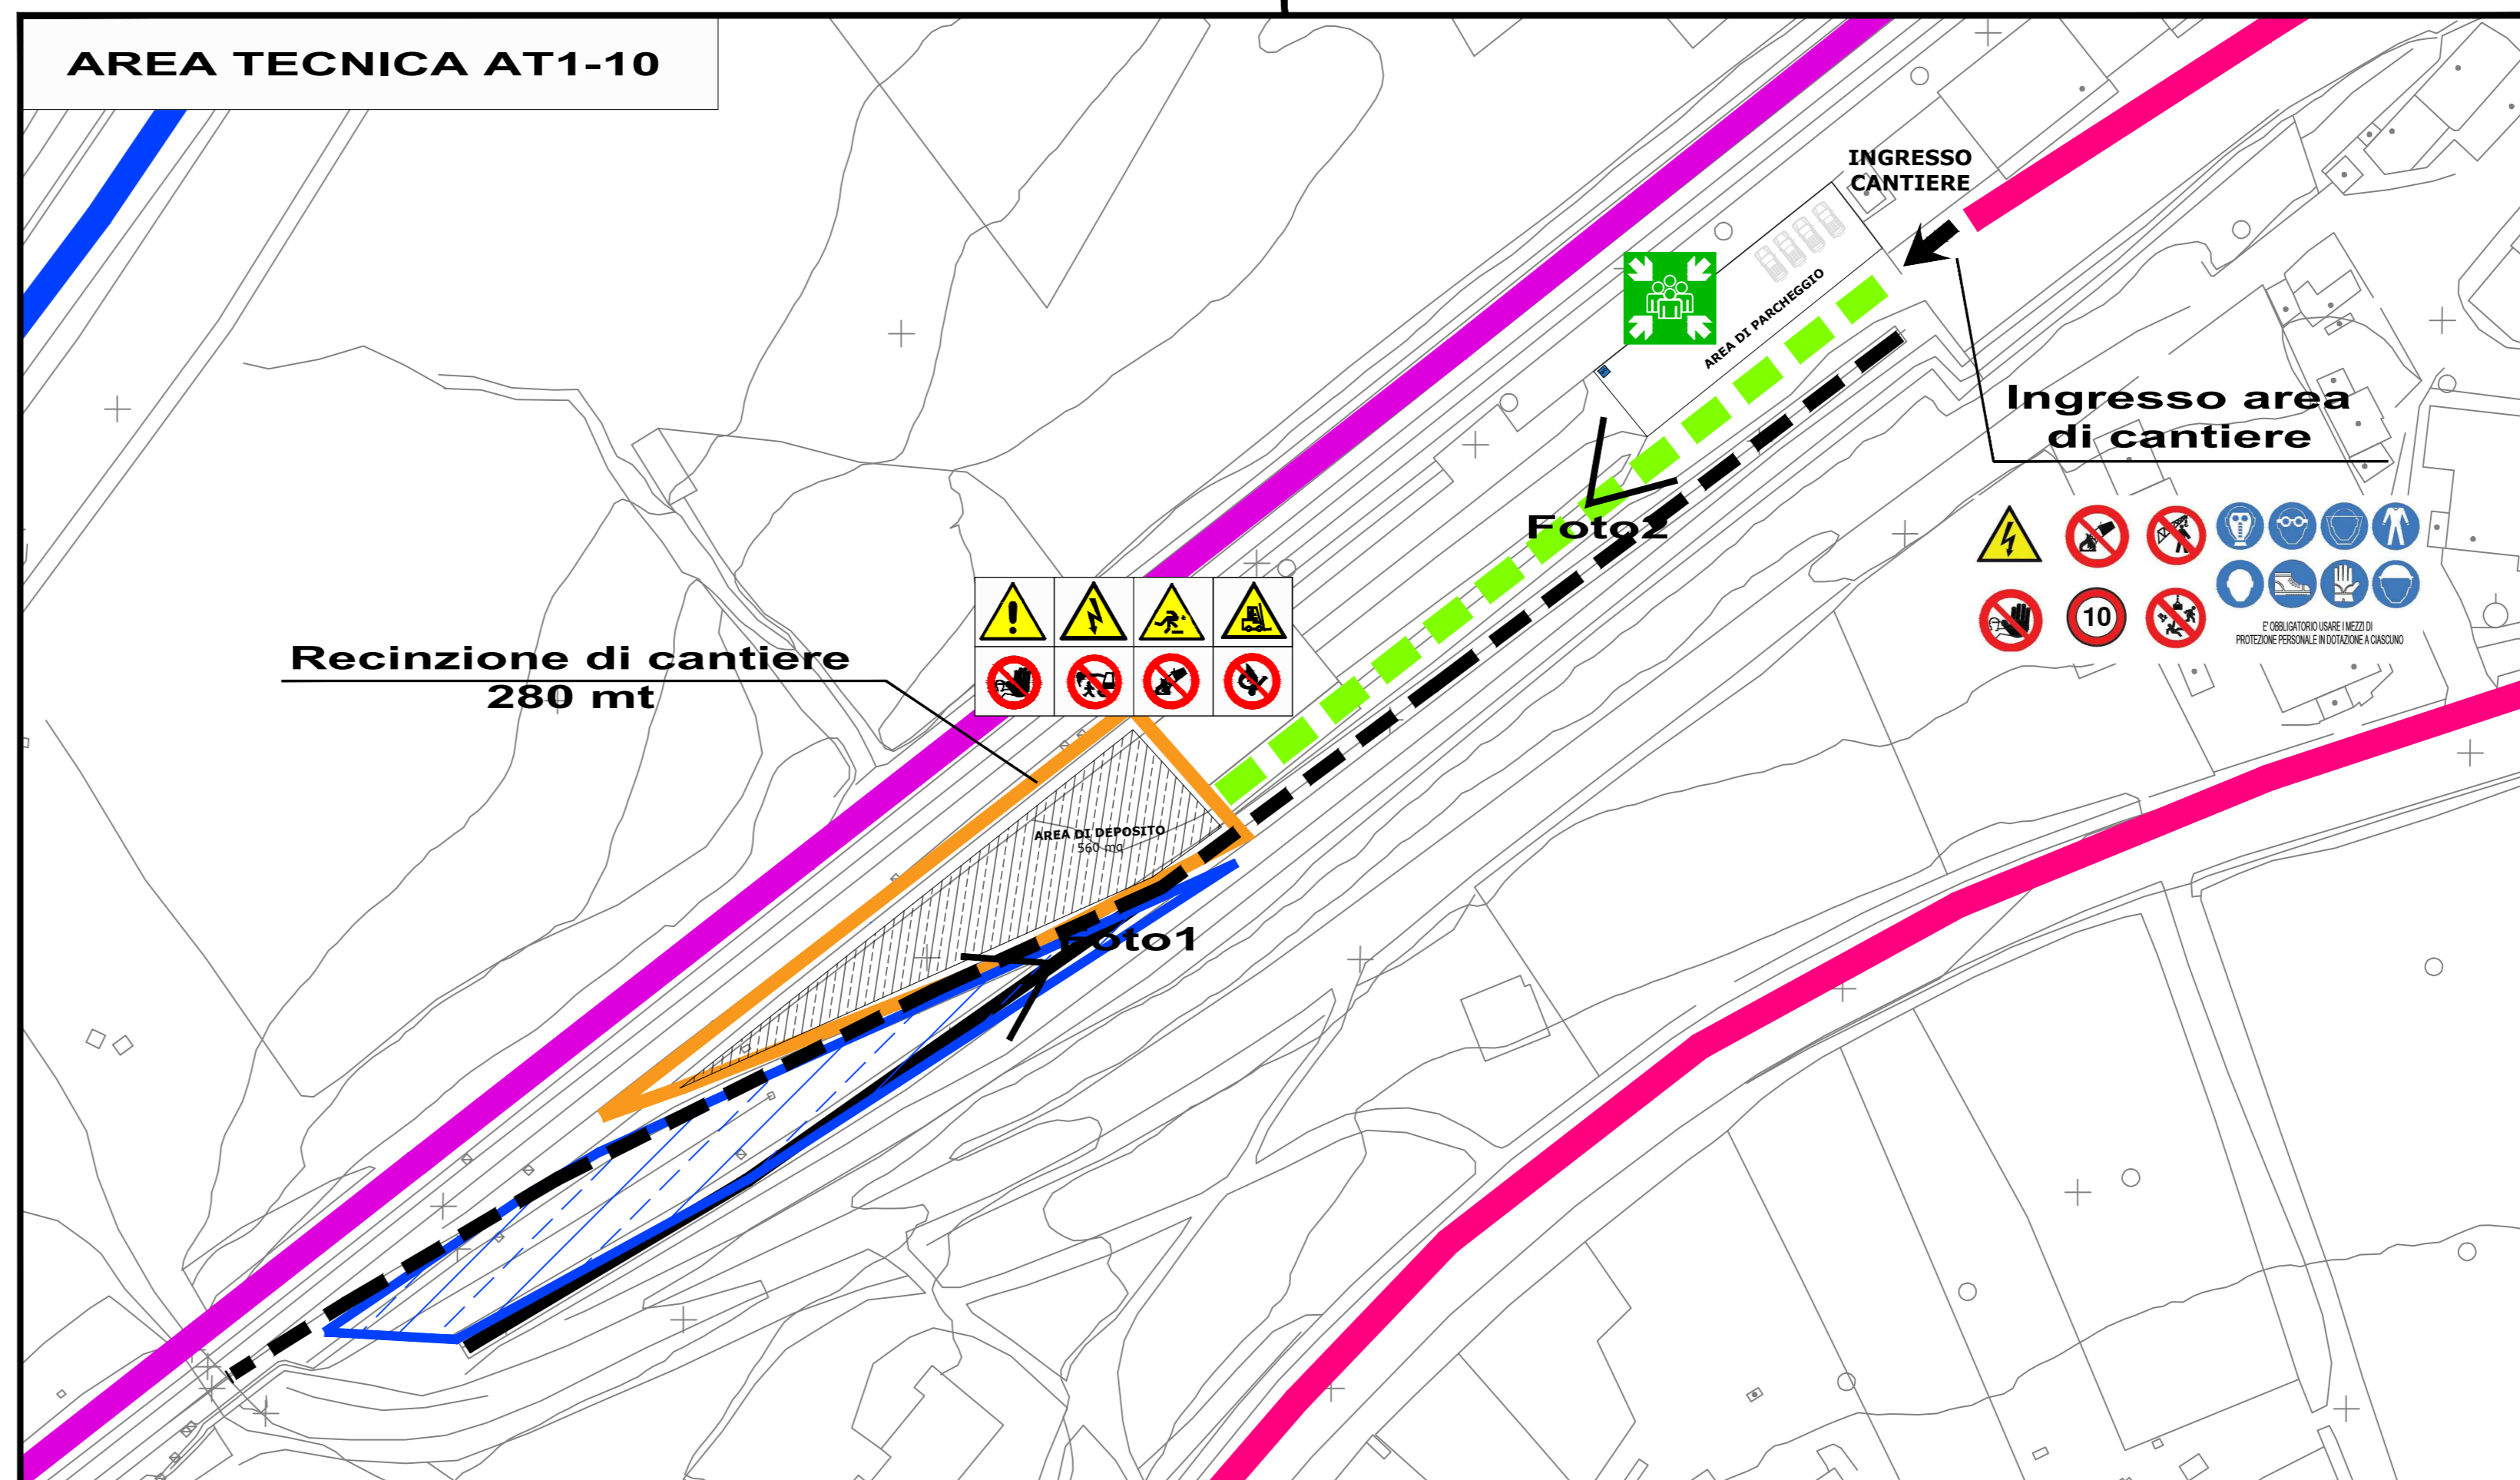 AREA TECNICA AT1-10
INGRESSO
CANTIERE
AREA DI PARCHEGGIO
Ingresso area
di cantiere
Foto2
10
E' OBBLIGATORIO USARE I MEZZI DI
PROTEZIONE PERSONALE IN DOTAZIONE A CIASCUNO
Recinzione di cantiere
280 mt
AREA DI DEPOSITO
560 mq
Foto1